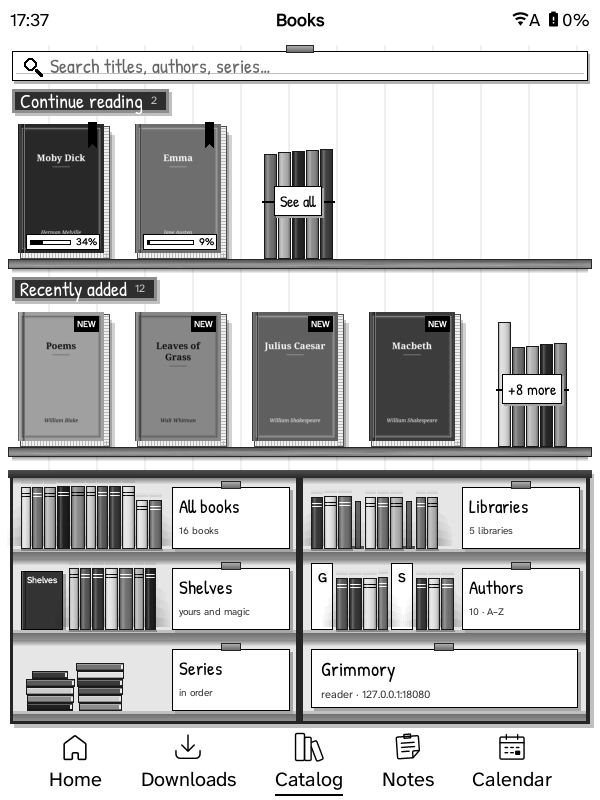 17:37
Books
A
0%
Search titles, authors, series...
Continue reading 2
Moby Dick
Herman Melville
34%
Emma
Jane Austen
9%
See all
Recently added 12
NEW
Poems
William Blake
NEW
Leaves of
Grass
Walt Whitman
NEW
Julius Caesar
William Shakespeare
NEW
Macbeth
William Shakespeare
+8 more
All books
16 books
Libraries
5 libraries
Shelves
Shelves
yours and magic
G
S
Authors
10 · A–Z
Series
in order
Grimmory
reader · 127.0.0.1:18080
Home
Downloads
Catalog
Notes
Calendar